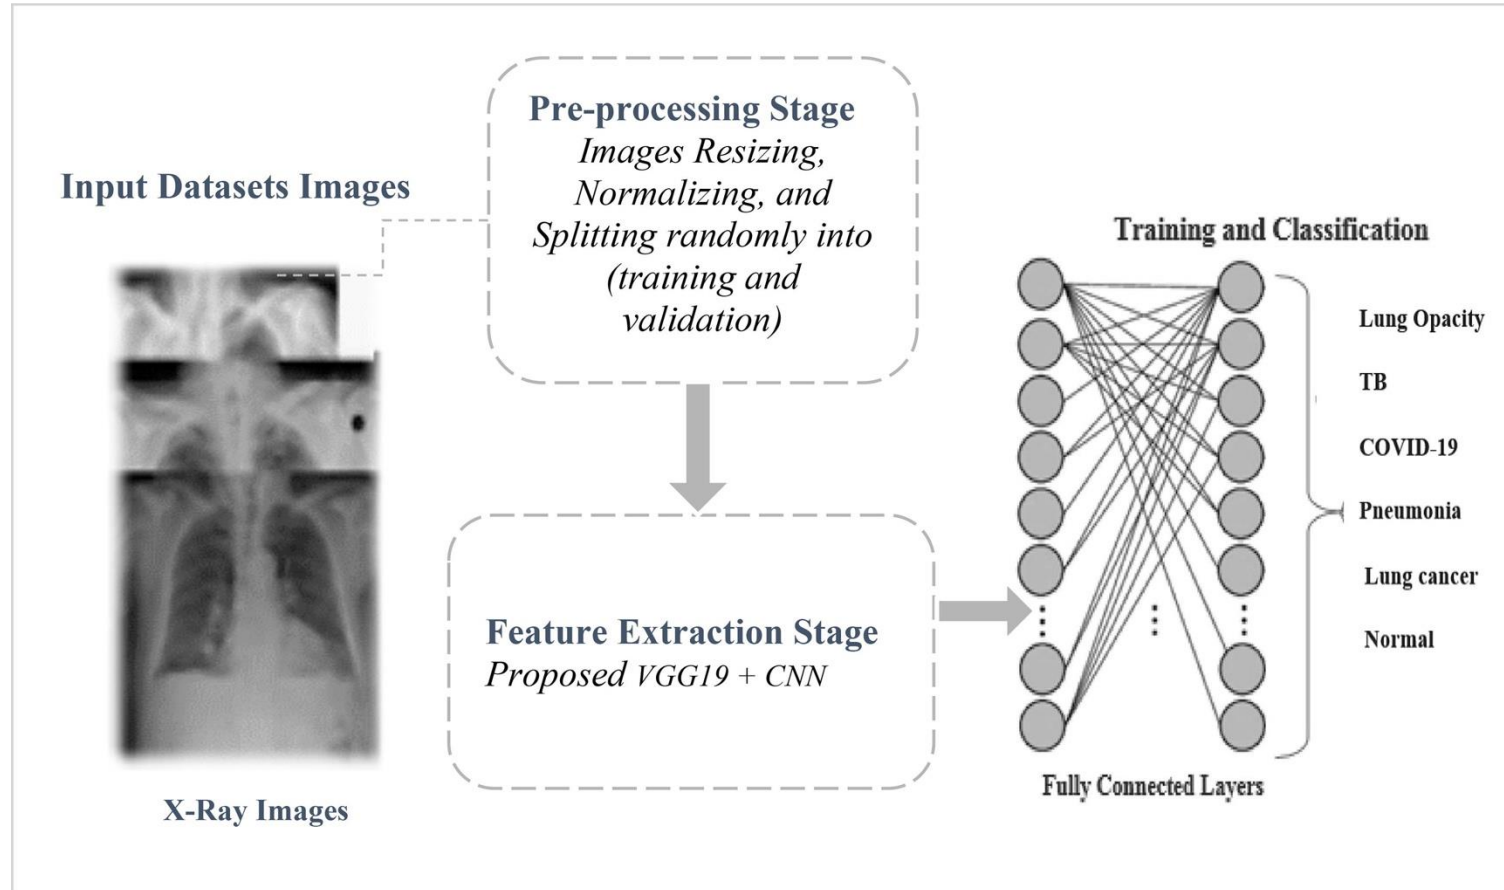 Input Datasets Images
X-Ray Images
Pre-processing Stage
Images Resizing,
Normalizing, and
Splitting randomly into
(training and
validation)
Feature Extraction Stage
Proposed VGG19 + CNN
Training and Classification
Lung Opacity
TB
COVID-19
Pneumonia
Lung cancer
Normal
Fully Connected Layers